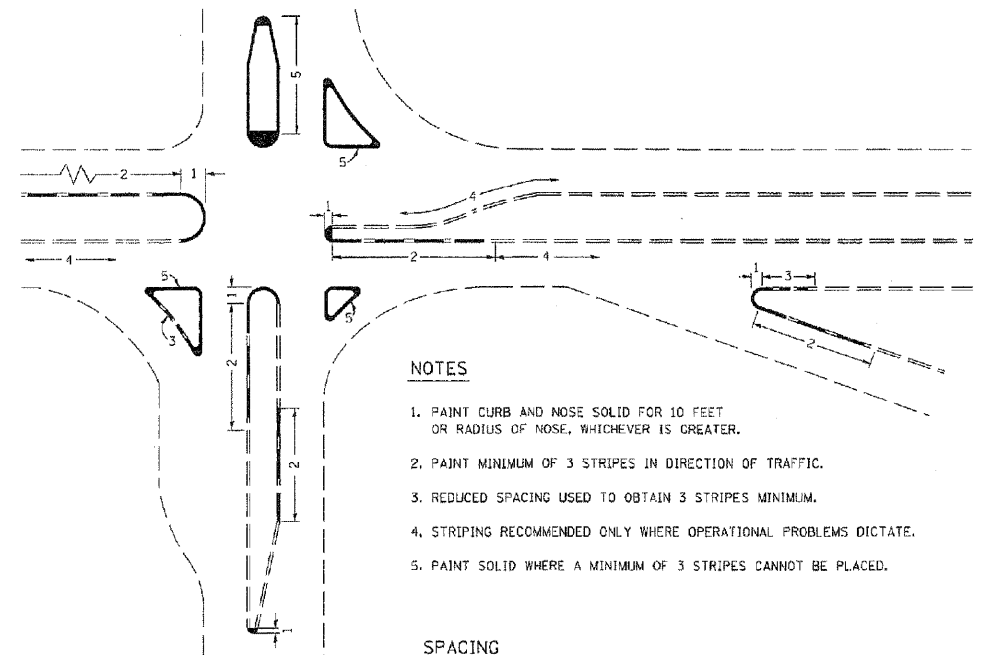 5
5
2
1
4
1
4
2
4
1
3
2
5
3
1
2
5
2
1
NOTES
1. PAINT CURB AND NOSE SOLID FOR 10 FEET
OR RADIUS OF NOSE, WHICHEVER IS GREATER.
2. PAINT MINIMUM OF 3 STRIPES IN DIRECTION OF TRAFFIC.
3. REDUCED SPACING USED TO OBTAIN 3 STRIPES MINIMUM.
4. STRIPING RECOMMENDED ONLY WHERE OPERATIONAL PROBLEMS DICTATE.
5. PAINT SOLID WHERE A MINIMUM OF 3 STRIPES CANNOT BE PLACED.
SPACING